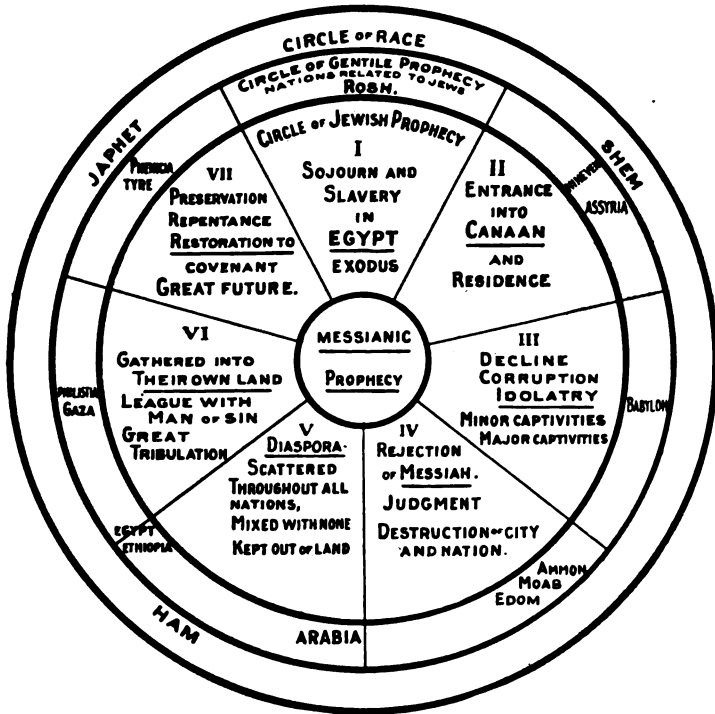 CIRCLE OF RACE
CIRCLE OF GENTILE PROPHECY
NATIONS RELATED TO JEWS
ROSH.
JAPHET
SHEM
HAM
PHENICIA
TYRE
NINEVEH
ASSYRIA
BABYLON
AMMON
MOAB
EDOM
ARABIA
EGYPT
ETHIOPIA
PHILISTIA
GAZA
CIRCLE OF JEWISH PROPHECY
I
SOJOURN AND
SLAVERY
IN
EGYPT
EXODUS
II
ENTRANCE
INTO
CANAAN
AND
RESIDENCE
III
DECLINE
CORRUPTION
IDOLATRY
MINOR CAPTIVITIES
MAJOR CAPTIVITIES
IV
REJECTION
OF MESSIAH.
JUDGMENT
DESTRUCTION OF CITY
AND NATION.
V
DIASPORA.
SCATTERED
THROUGHOUT ALL
NATIONS,
MIXED WITH NONE
KEPT OUT OF LAND
VI
GATHERED INTO
THEIR OWN LAND
LEAGUE WITH
MAN OF SIN
GREAT
TRIBULATION
VII
PRESERVATION
REPENTANCE
RESTORATION TO
COVENANT
GREAT FUTURE.
MESSIANIC
PROPHECY